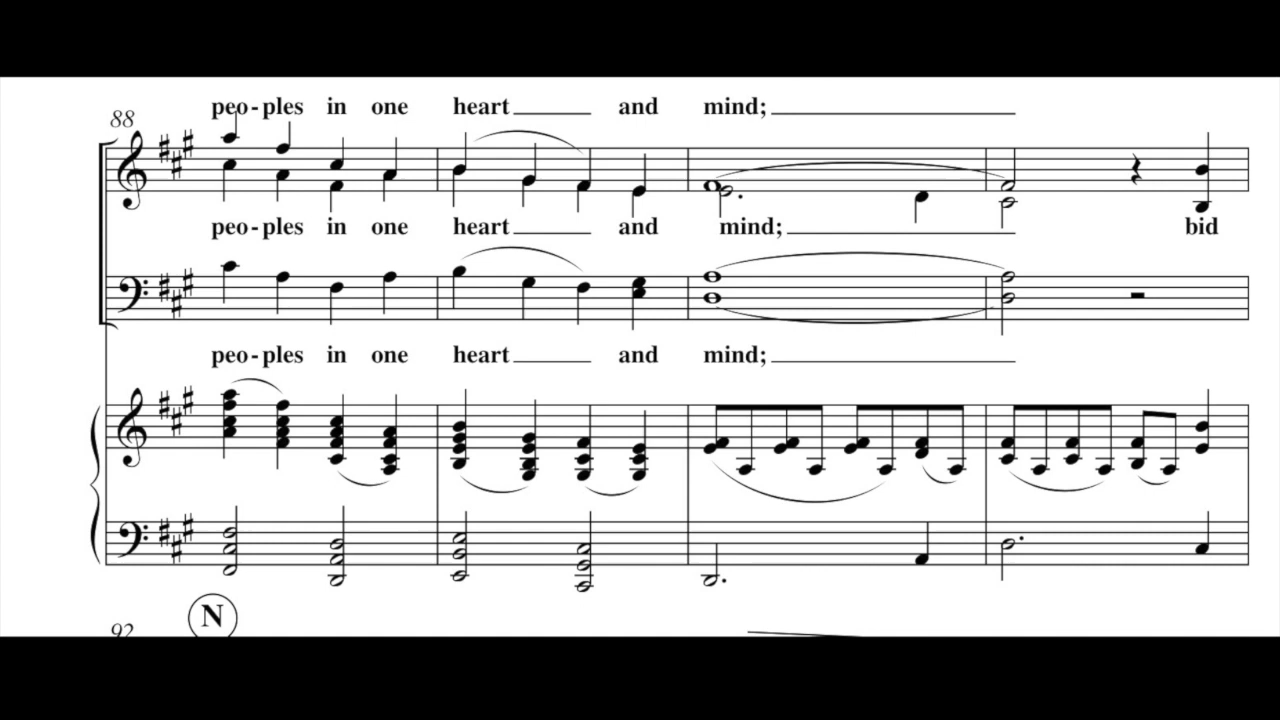 peo-ples in one heart and mind;
88
peo-ples in one heart and mind; bid
peo-ples in one heart and mind;
N
92